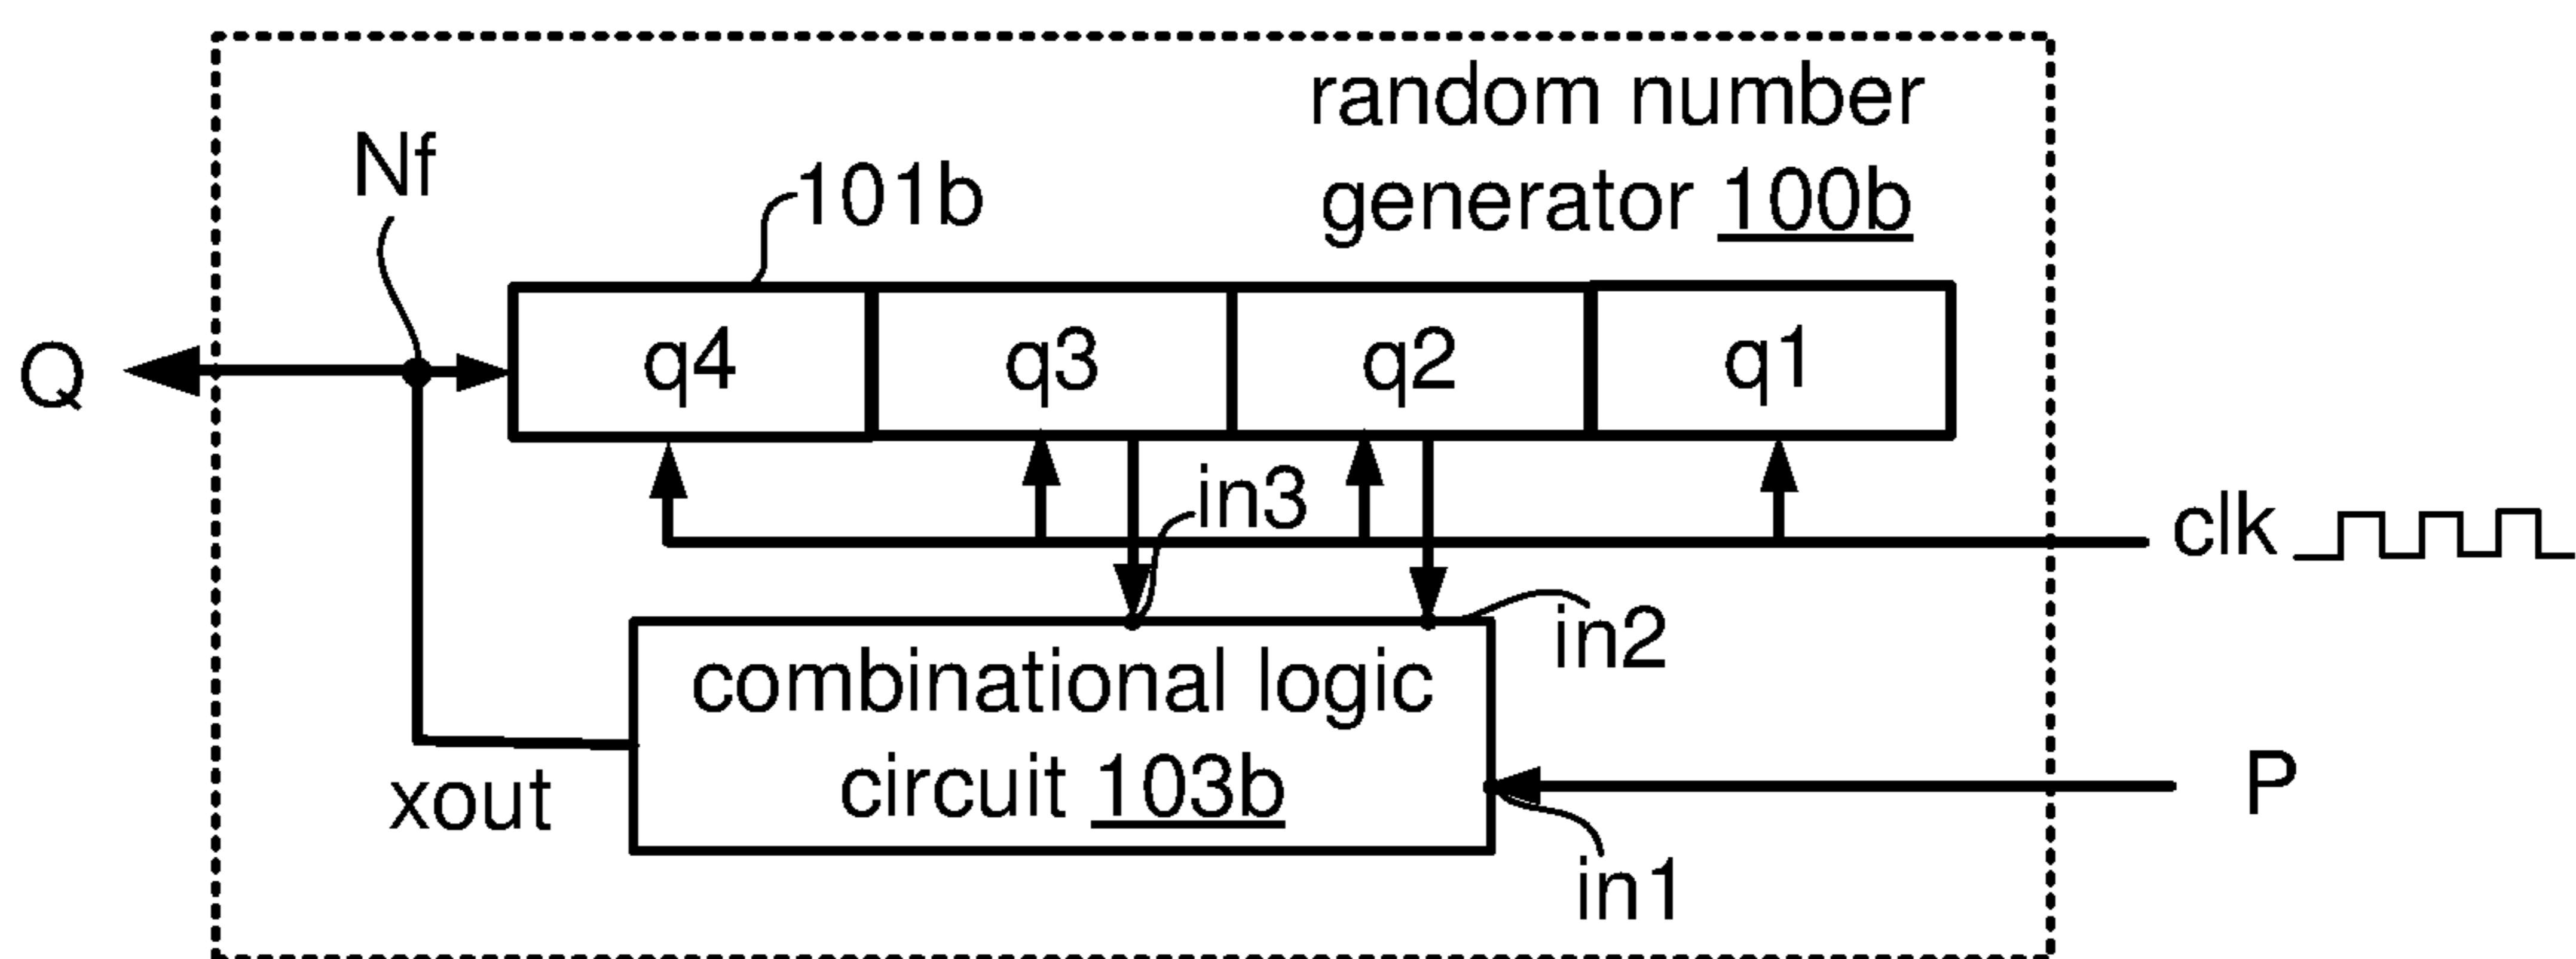 random number
generator 100b
Nf
101b
Q
q4
q3
q2
q1
in3
clk
in2
combinational logic
circuit 103b
xout
P
in1